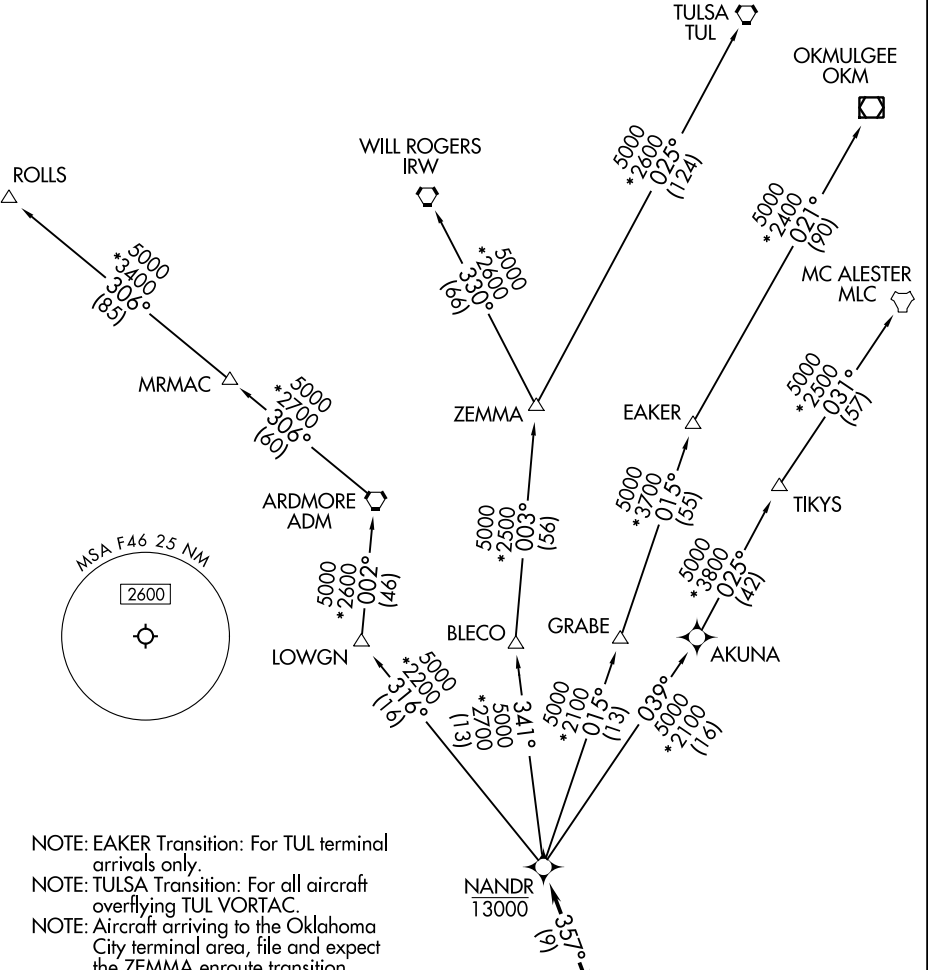 TULSA
TUL
OKMULGEE
OKM
WILL ROGERS
IRW
ROLLS
5000
*2600
025°
(124)
5000
*2400
021°
(90)
5000
*3400
306°
(85)
5000
*2600
330°
(66)
MC ALESTER
MLC
MRMAC
5000
*2700
306°
(60)
ZEMMA
EAKER
5000
*2500
031°
(57)
ARDMORE
ADM
5000
*2500
003°
(56)
5000
*3700
015°
(55)
TIKYS
MSA F46 25 NM
2600
5000
*2600
002°
(46)
5000
*3800
025°
(42)
LOWGN
BLECO
GRABE
AKUNA
5000
*2200
316°
(16)
341°
5000
*2700
(13)
5000
*2100
015°
(13)
039°
5000
*2100
(16)
NOTE: EAKER Transition: For TUL terminal
arrivals only.
NOTE: TULSA Transition: For all aircraft
overflying TUL VORTAC.
NOTE: Aircraft arriving to the Oklahoma
City terminal area, file and expect
the ZEMMA enroute transition
NANDR
13000
357°
(9)